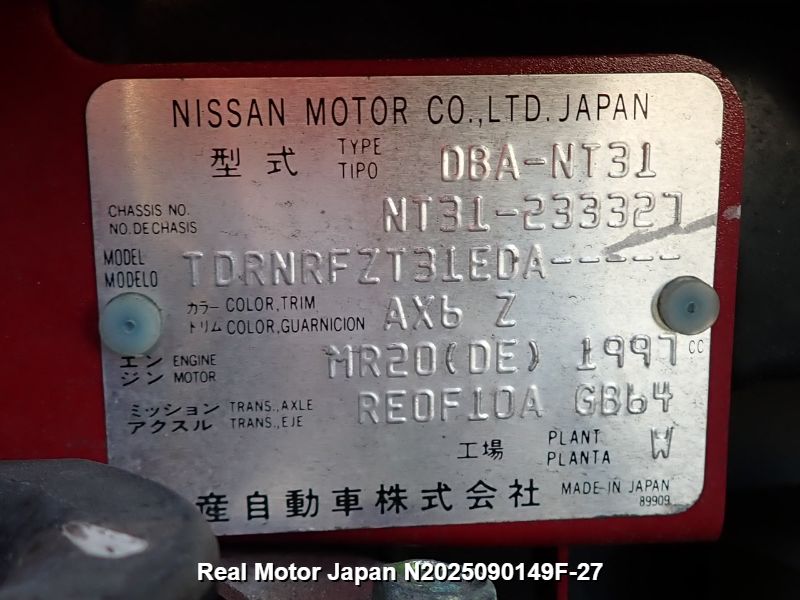 NISSAN MOTOR CO.,LTD. JAPAN
型式 TYPE TIPO DBA-NT31
CHASSIS NO. NO. DE CHASIS NT31-233327
MODEL MODELO TDRNRFZT31EDA-----
カラー COLOR,TRIM トリム COLOR,GUARNICION AX6 Z
エンジン ENGINE MOTOR MR20(DE) 1997 CC
ミッション TRANS.,AXLE アクスル TRANS.,EJE RE0F10A GB64
工場 PLANT PLANTA W
産自動車株式会社 MADE IN JAPAN
89909
Real Motor Japan N2025090149F-27